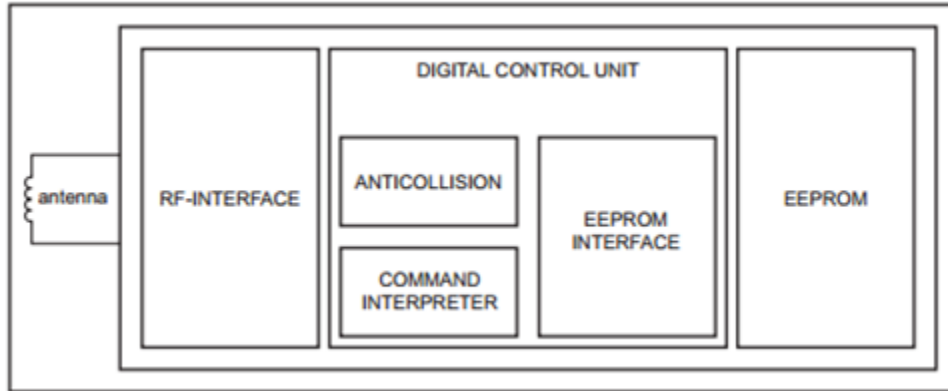 DIGITAL CONTROL UNIT
antenna
RF-INTERFACE
ANTICOLLISION
COMMAND
INTERPRETER
EEPROM
INTERFACE
EEPROM